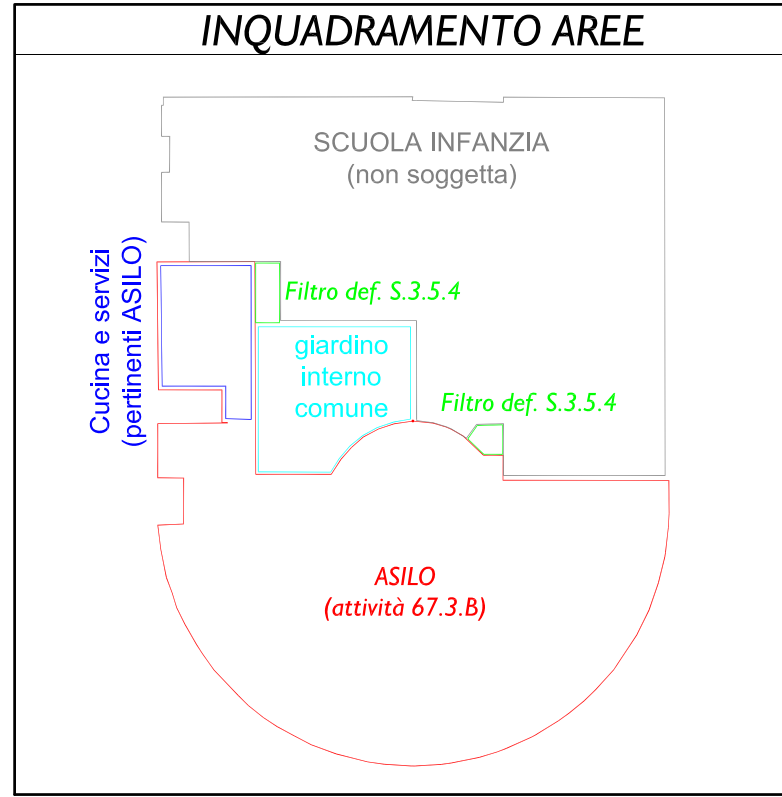 INQUADRAMENTO AREE
SCUOLA INFANZIA
(non soggetta)
Cucina e servizi
(pertinenti ASILO)
Filtro def. S.3.5.4
giardino
interno
comune
Filtro def. S.3.5.4
ASILO
(attività 67.3.B)